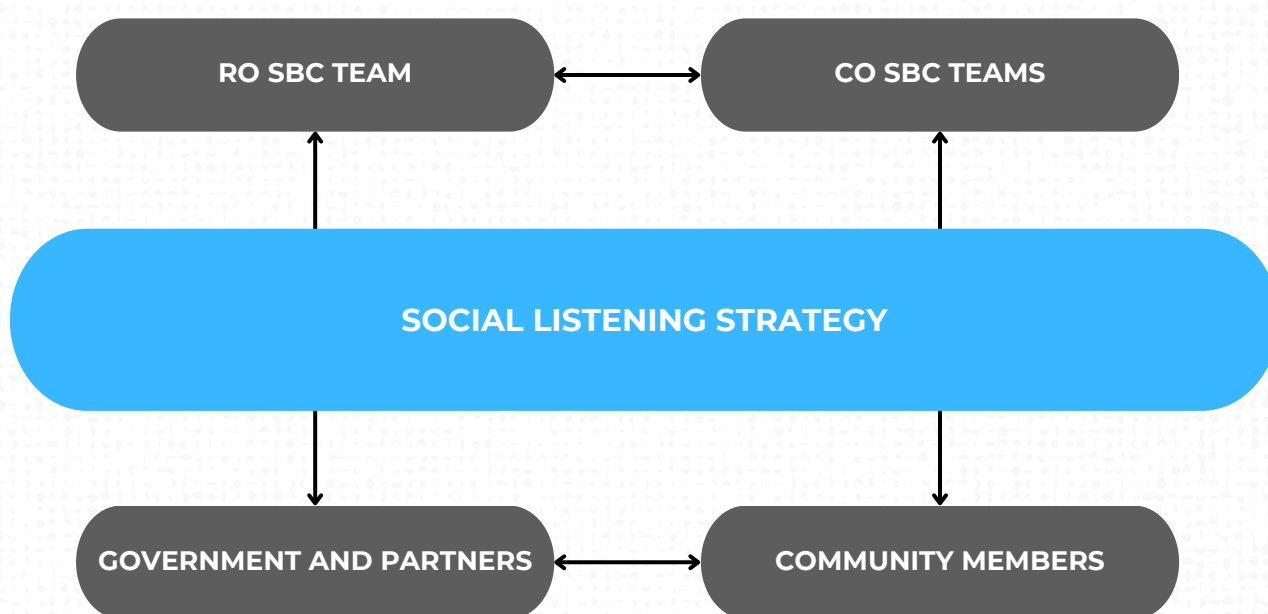 RO SBC TEAM
CO SBC TEAMS
SOCIAL LISTENING STRATEGY
GOVERNMENT AND PARTNERS
COMMUNITY MEMBERS